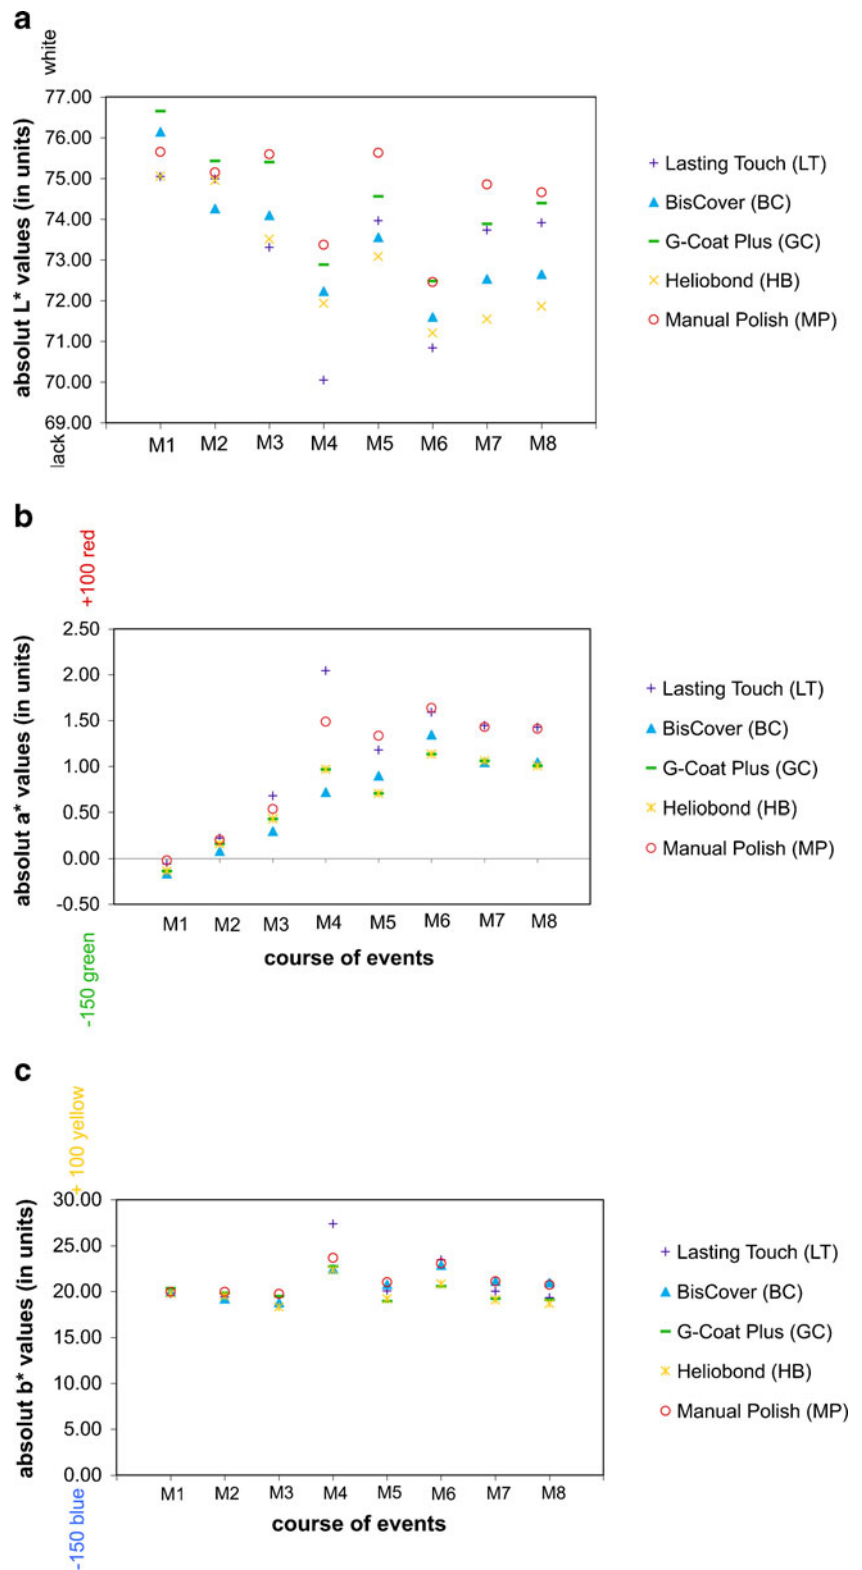 a
white
absolut L* values (in units)
77.00
76.00
75.00
74.00
73.00
72.00
71.00
70.00
69.00
lack
M1 M2 M3 M4 M5 M6 M7 M8
Lasting Touch (LT)
BisCover (BC)
G-Coat Plus (GC)
Heliobond (HB)
Manual Polish (MP)
b
+100 red
absolut a* values (in units)
-150 green
2.50
2.00
1.50
1.00
0.50
0.00
-0.50
M1 M2 M3 M4 M5 M6 M7 M8
course of events
Lasting Touch (LT)
BisCover (BC)
G-Coat Plus (GC)
Heliobond (HB)
Manual Polish (MP)
c
+ 100 yellow
absolut b* values (in units)
-150 blue
30.00
25.00
20.00
15.00
10.00
5.00
0.00
M1 M2 M3 M4 M5 M6 M7 M8
course of events
Lasting Touch (LT)
BisCover (BC)
G-Coat Plus (GC)
Heliobond (HB)
Manual Polish (MP)